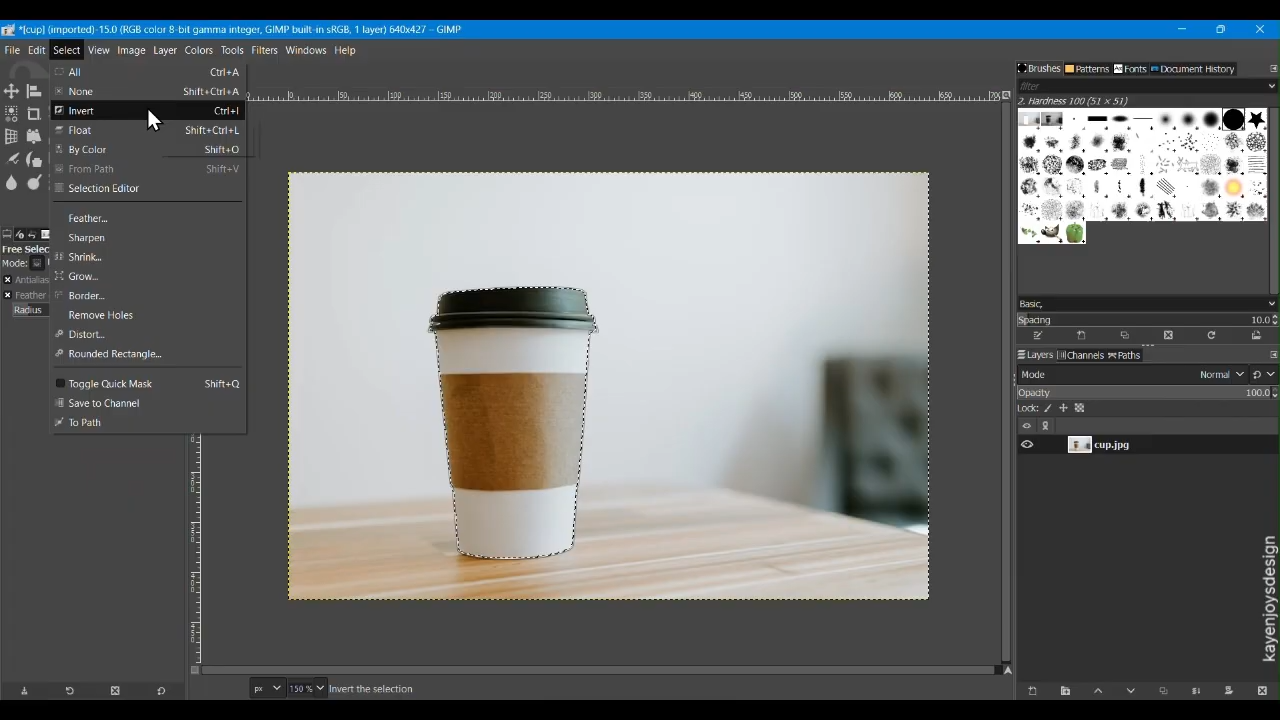 *[cup] (imported)-15.0 (RGB color 8-bit gamma integer, GIMP built-in sRGB, 1 layer) 640x427 – GIMP
File Edit Select View Image Layer Colors Tools Filters Windows Help
All Ctrl+A
None Shift+Ctrl+A
Invert Ctrl+I
Float Shift+Ctrl+L
By Color Shift+O
From Path Shift+V
Selection Editor
Feather...
Sharpen
Shrink...
Grow...
Border...
Remove Holes
Distort...
Rounded Rectangle...
Toggle Quick Mask Shift+Q
Save to Channel
To Path
Free Selec
Mode:
Antialias
Feather
Radius
Brushes Patterns Fonts Document History
filter
2. Hardness 100 (51 × 51)
Basic,
Spacing 10.0
Layers Channels Paths
Mode Normal
Opacity 100.0
Lock:
cup.jpg
px 150 % Invert the selection
kayenjoysdesign